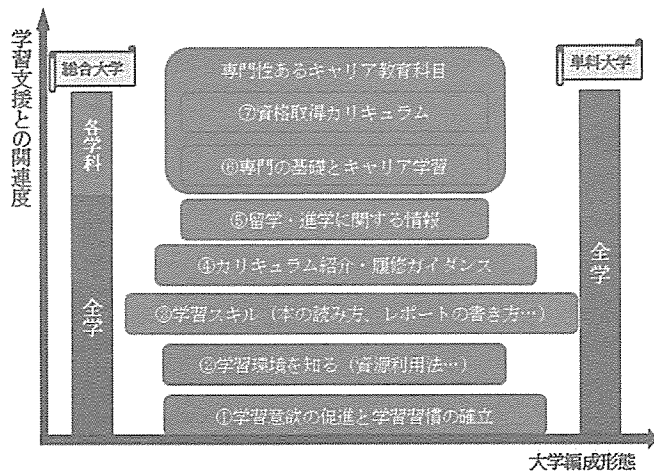 学習支援との関連度
総合大学
単科大学
各学科
全学
全学
専門性あるキャリア教育科目
⑦資格取得カリキュラム
⑥専門の基礎とキャリア学習
⑤留学・進学に関する情報
④カリキュラム紹介・履修ガイダンス
③学習スキル（本の読み方、レポートの書き方…）
②学習環境を知る（資源利用法…）
①学習意欲の促進と学習習慣の確立
大学編成形態